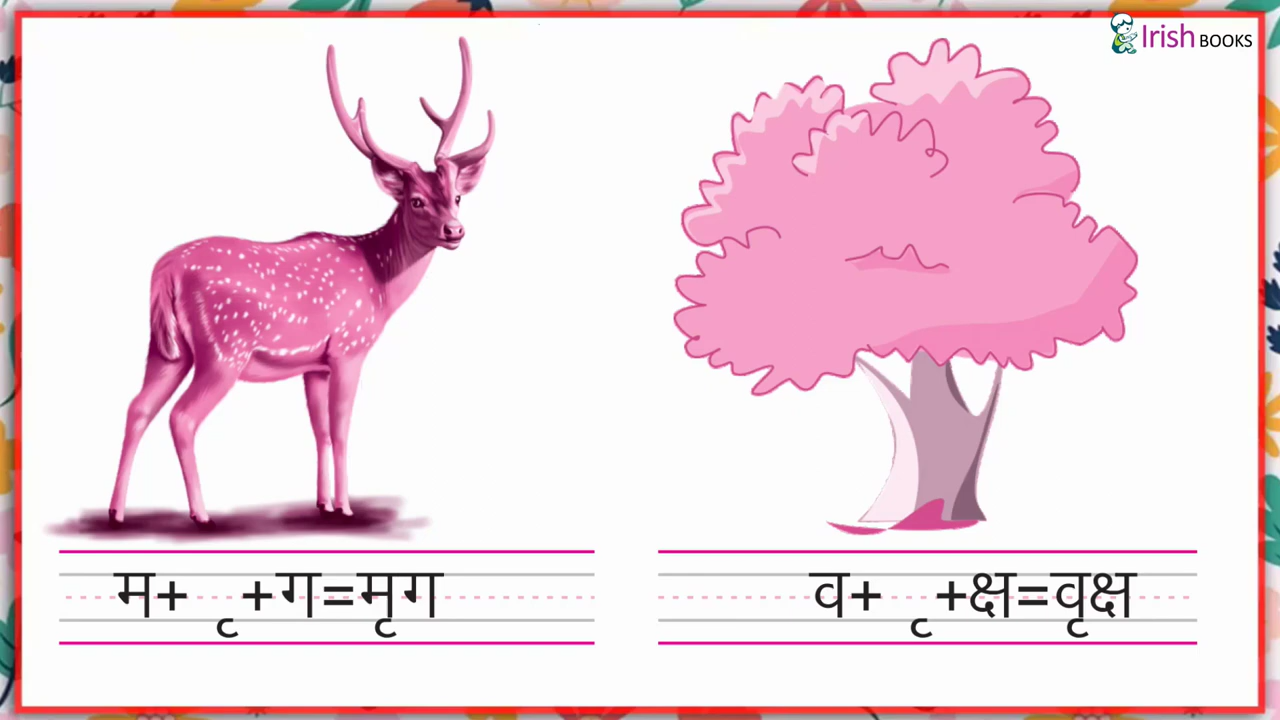 Irish BOOKS
म+ ृ +ग=मृग
व+ ृ +क्ष=वृक्ष